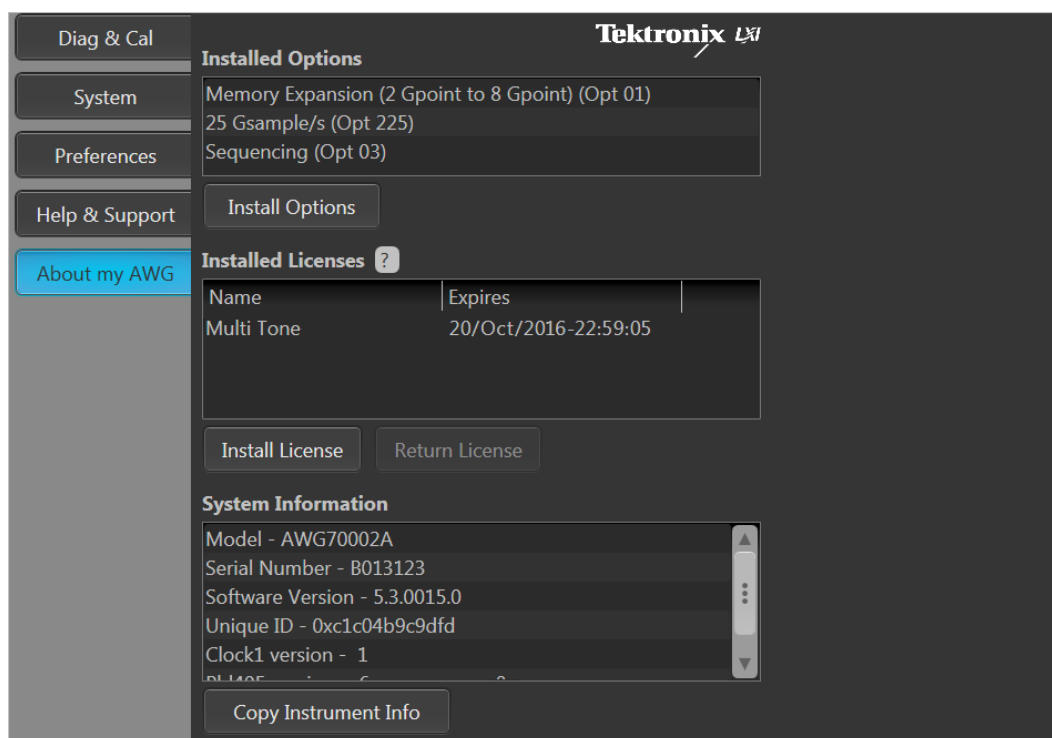 Diag & Cal
System
Preferences
Help & Support
About my AWG
Tektronix LXI
Installed Options
Memory Expansion (2 Gpoint to 8 Gpoint) (Opt 01)
25 Gsample/s (Opt 225)
Sequencing (Opt 03)
Install Options
Installed Licenses ?
Name Expires
Multi Tone 20/Oct/2016-22:59:05
Install License Return License
System Information
Model - AWG70002A
Serial Number - B013123
Software Version - 5.3.0015.0
Unique ID - 0xc1c04b9c9dfd
Clock1 version - 1
Copy Instrument Info